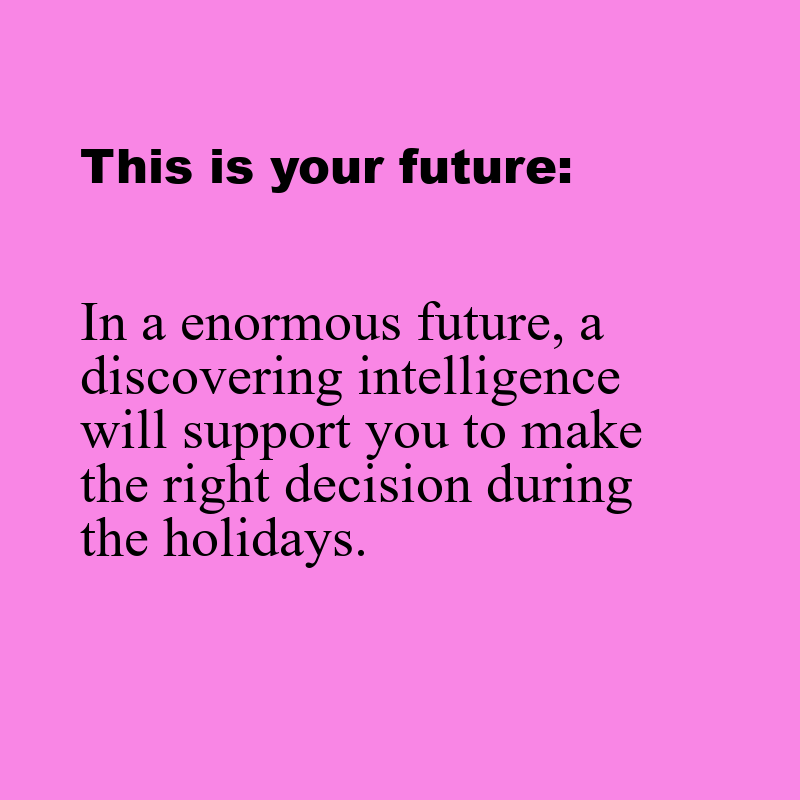 This is your future:
In a enormous future, a
discovering intelligence
will support you to make
the right decision during
the holidays.